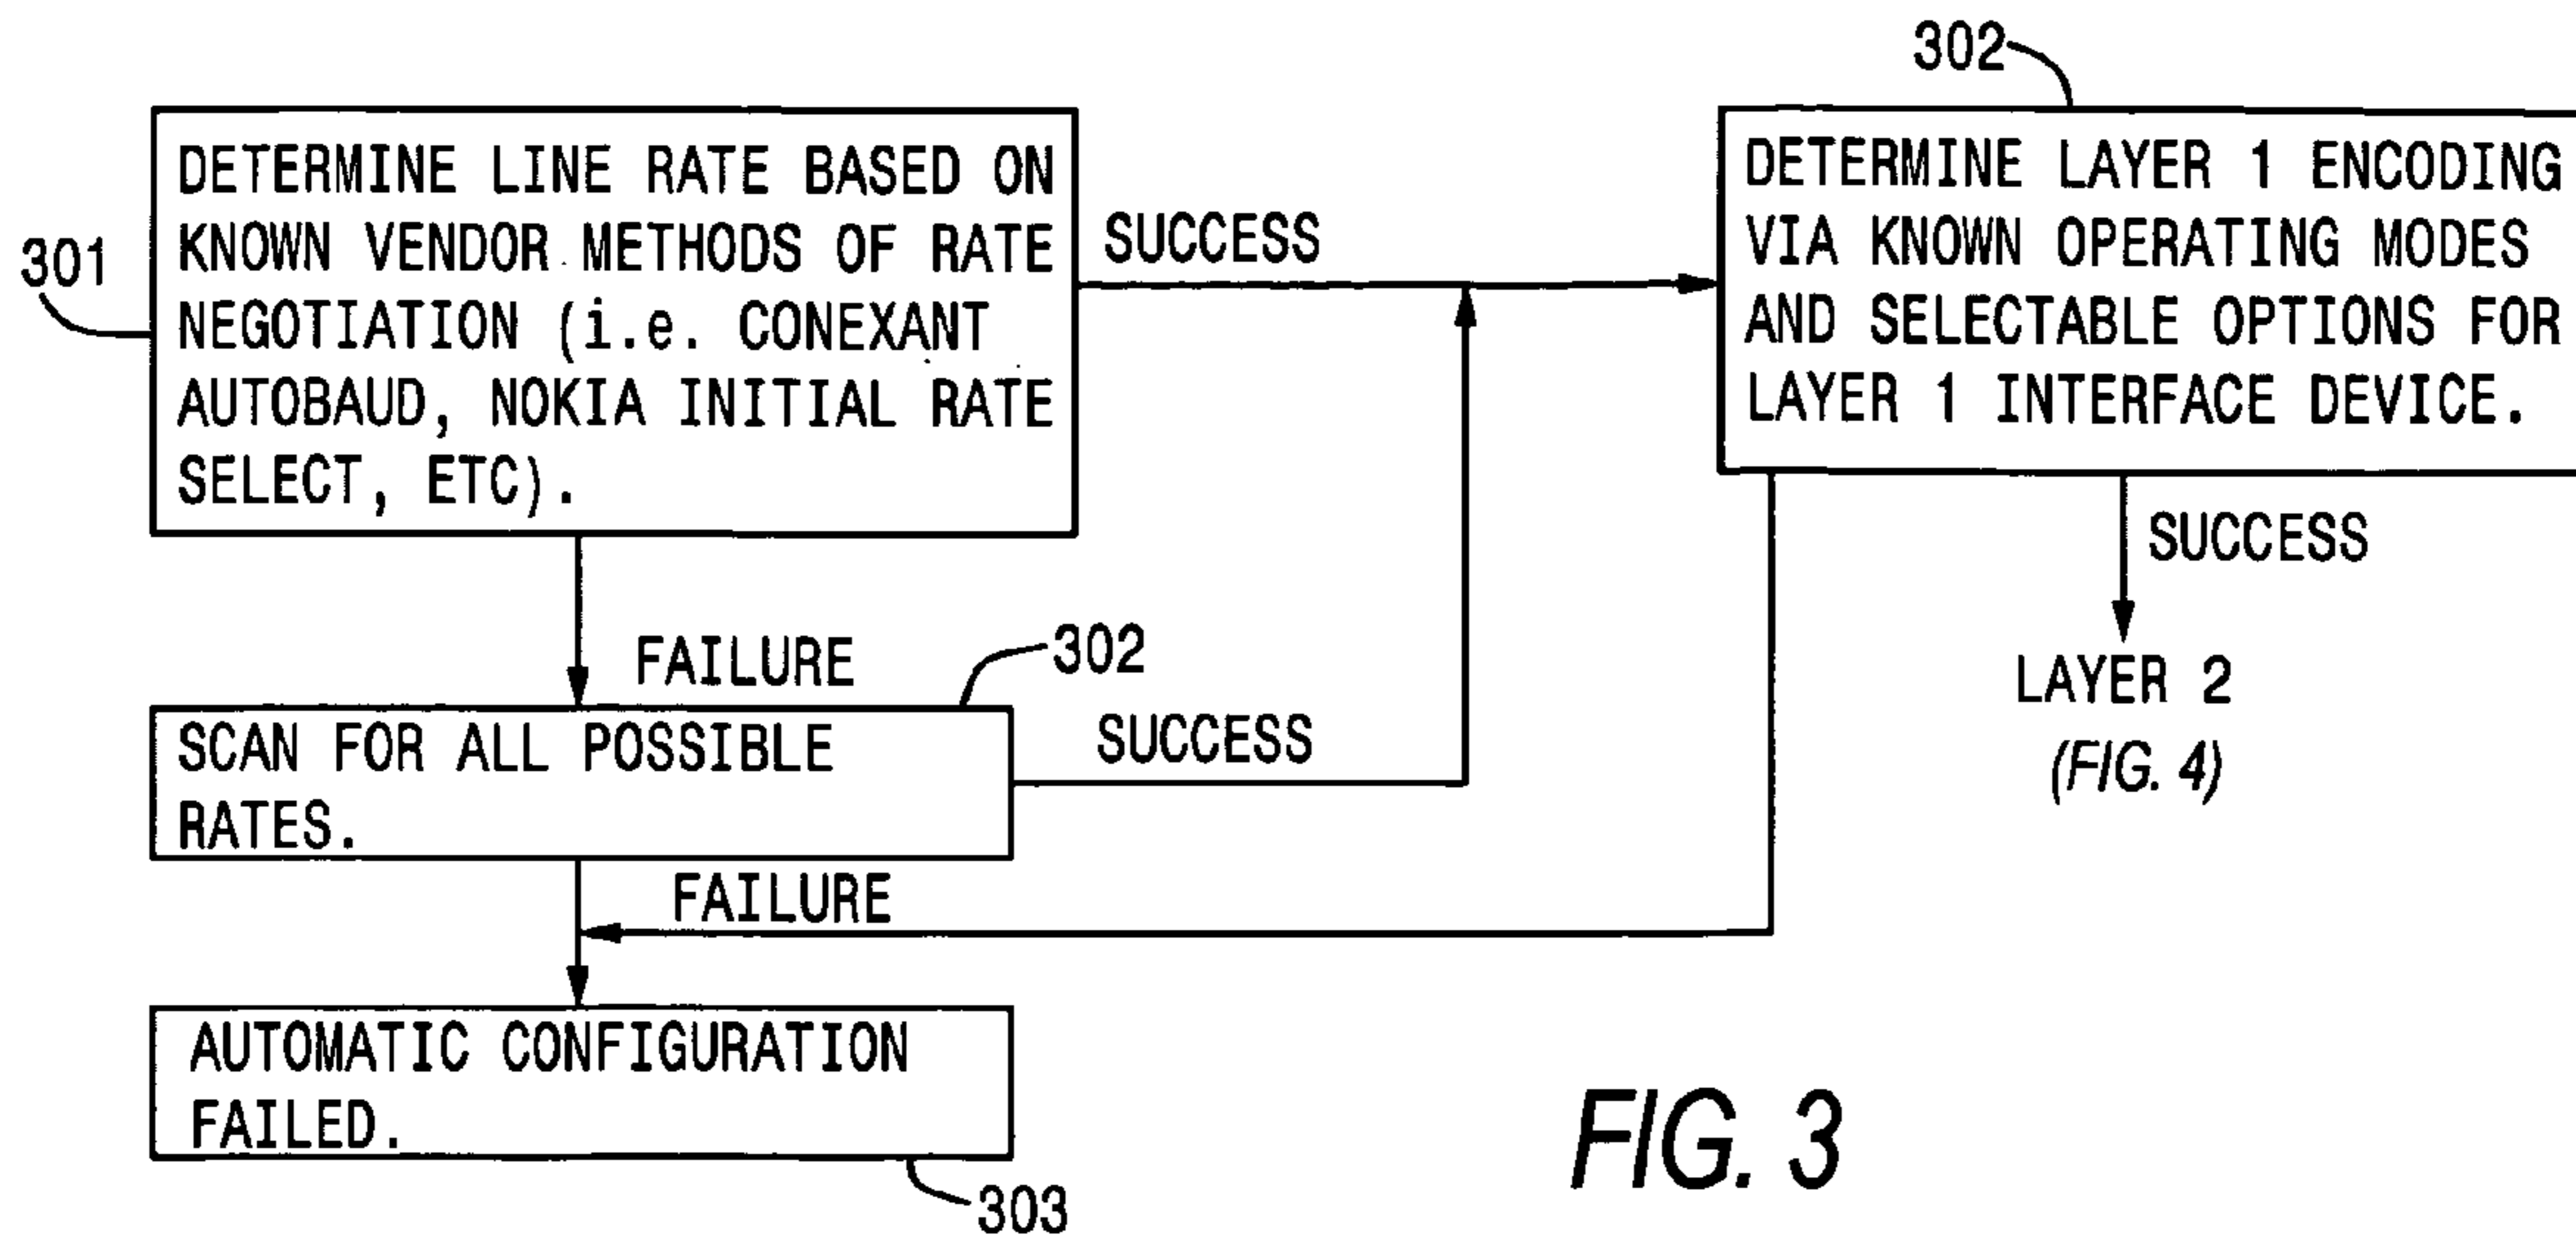 301
DETERMINE LINE RATE BASED ON
KNOWN VENDOR METHODS OF RATE
NEGOTIATION (i.e. CONEXANT
AUTOBAUD, NOKIA INITIAL RATE
SELECT, ETC).
SUCCESS
302
DETERMINE LAYER 1 ENCODING
VIA KNOWN OPERATING MODES
AND SELECTABLE OPTIONS FOR
LAYER 1 INTERFACE DEVICE.
SUCCESS
LAYER 2
(FIG. 4)
FAILURE
302
SCAN FOR ALL POSSIBLE
RATES.
SUCCESS
FAILURE
AUTOMATIC CONFIGURATION
FAILED.
303
FIG. 3